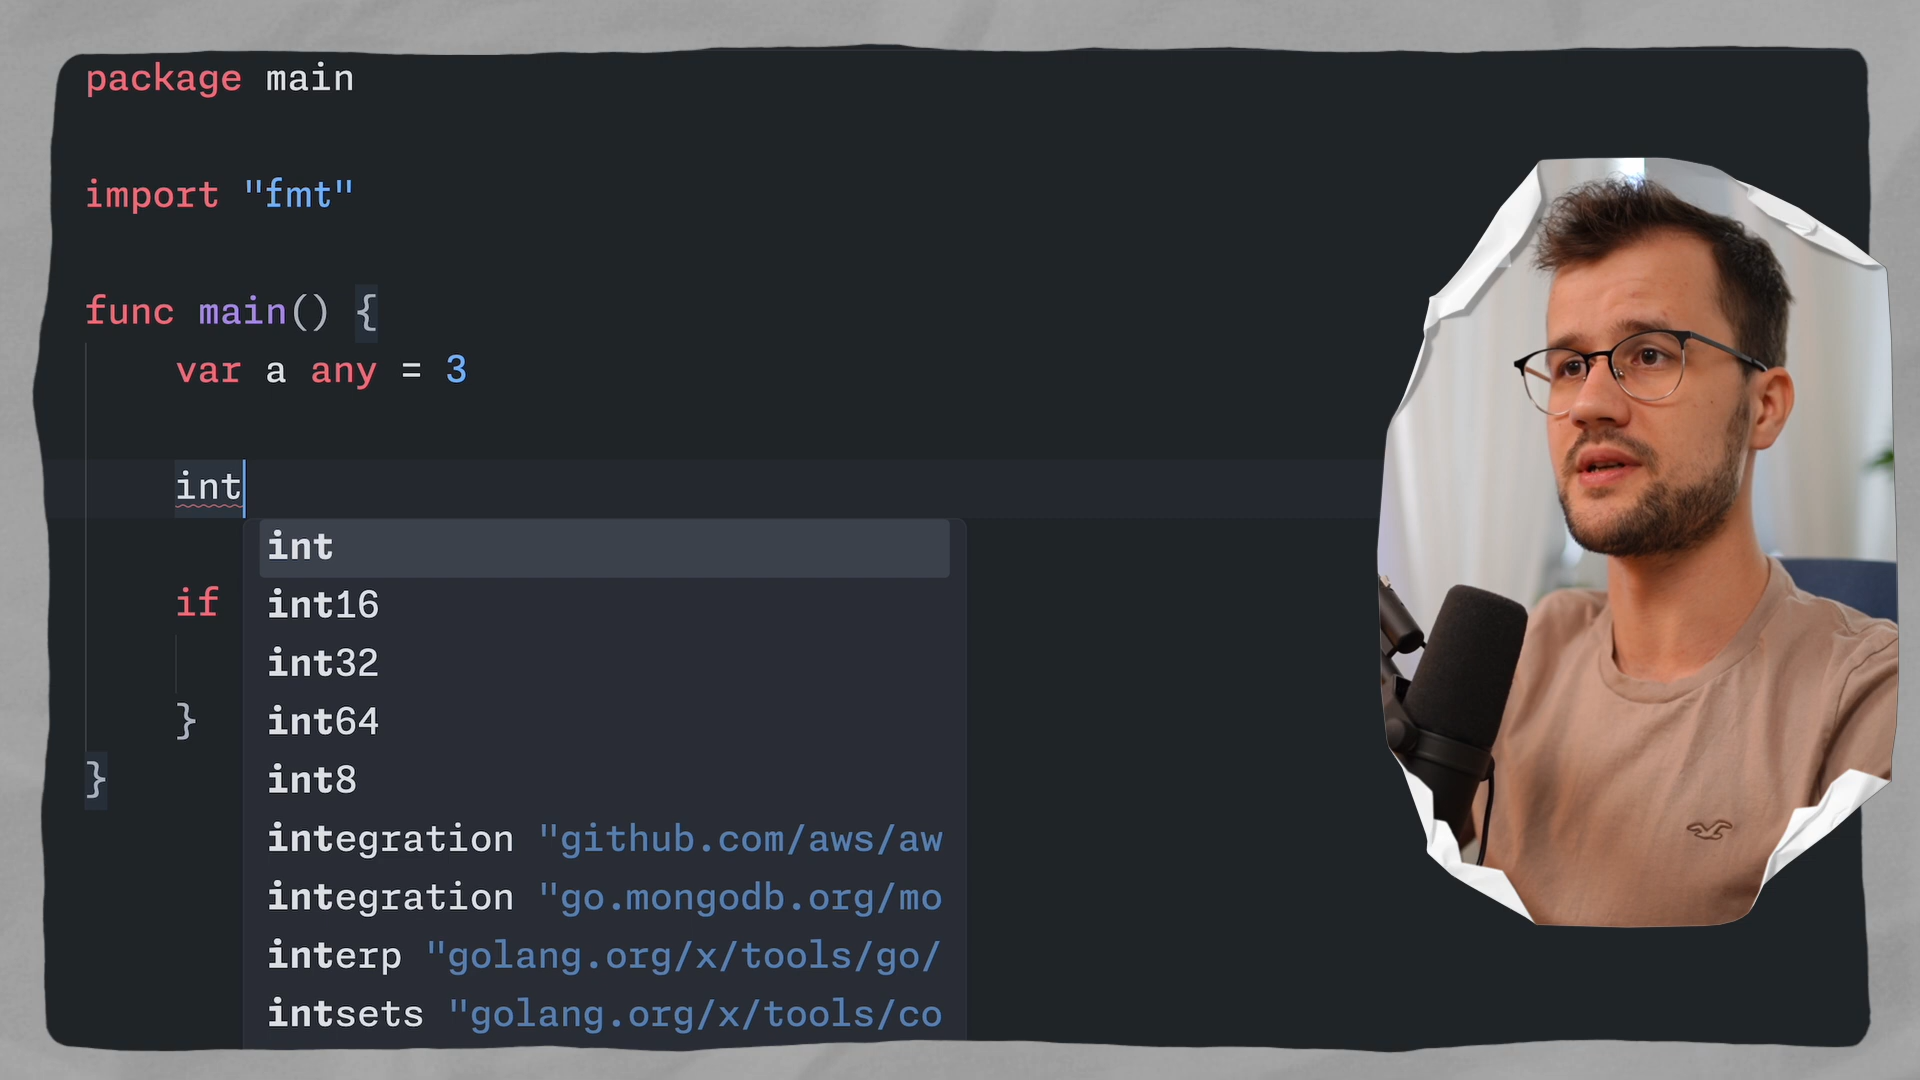 package main
import "fmt"
func main() {
var a any = 3
int
int
int16
if
int32
int64
}
int8
}
integration "github.com/aws/aw
integration "go.mongodb.org/mo
interp "golang.org/x/tools/go/
intsets "golang.org/x/tools/co